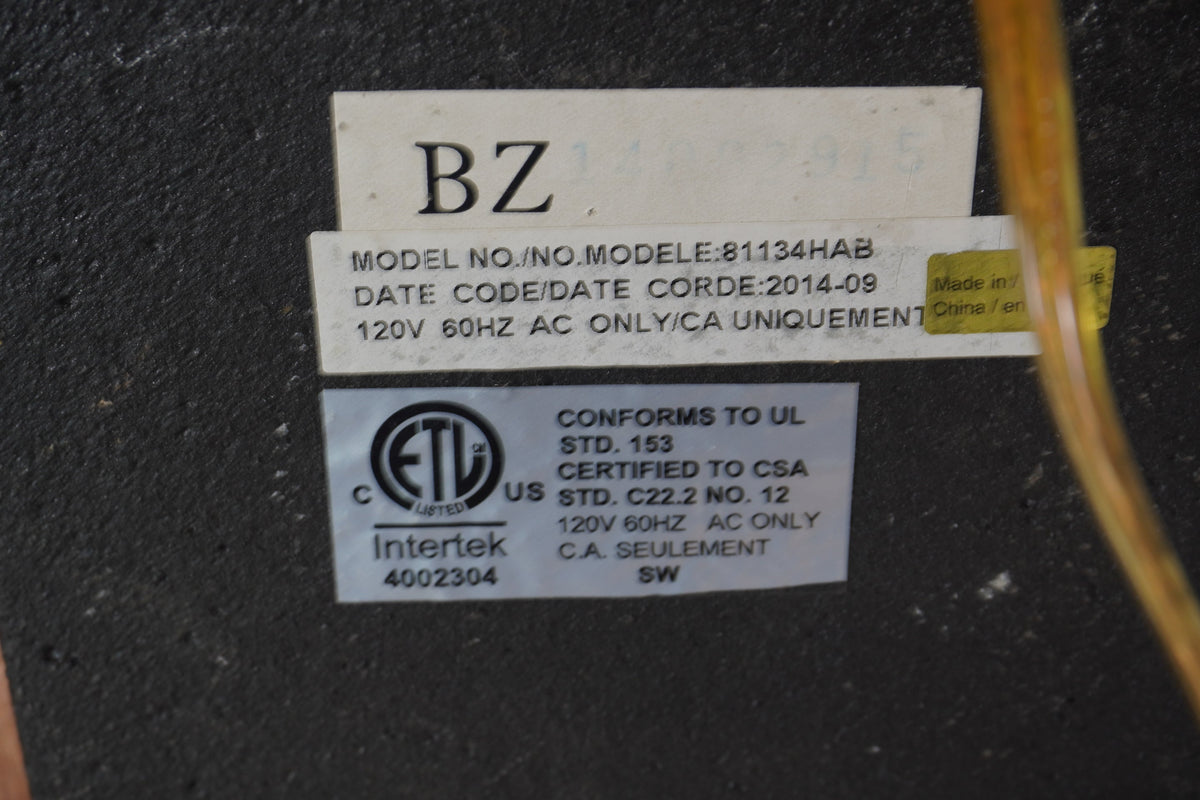 BZ
MODEL NO./NO.MODELE:81134HAB
DATE CODE/DATE CORDE:2014-09
120V 60HZ AC ONLY/CA UNIQUEMENT
Made in /
China / en
ETL CM
LISTED
C US
Intertek
4002304
CONFORMS TO UL
STD. 153
CERTIFIED TO CSA
STD. C22.2 NO. 12
120V 60HZ AC ONLY
C.A. SEULEMENT
SW